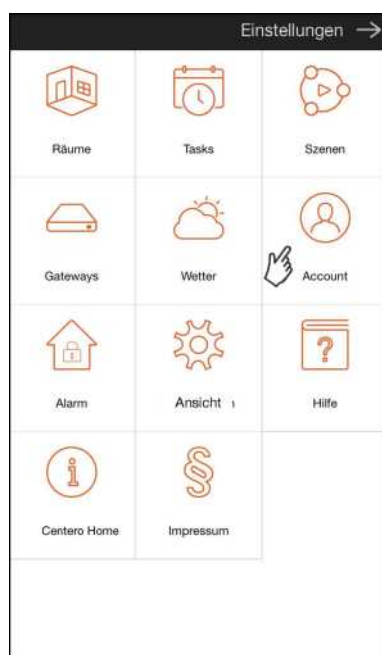 Einstellungen
Räume Tasks Szenen
Gateways Wetter Account
Alarm Ansicht Hilfe
Centero Home Impressum